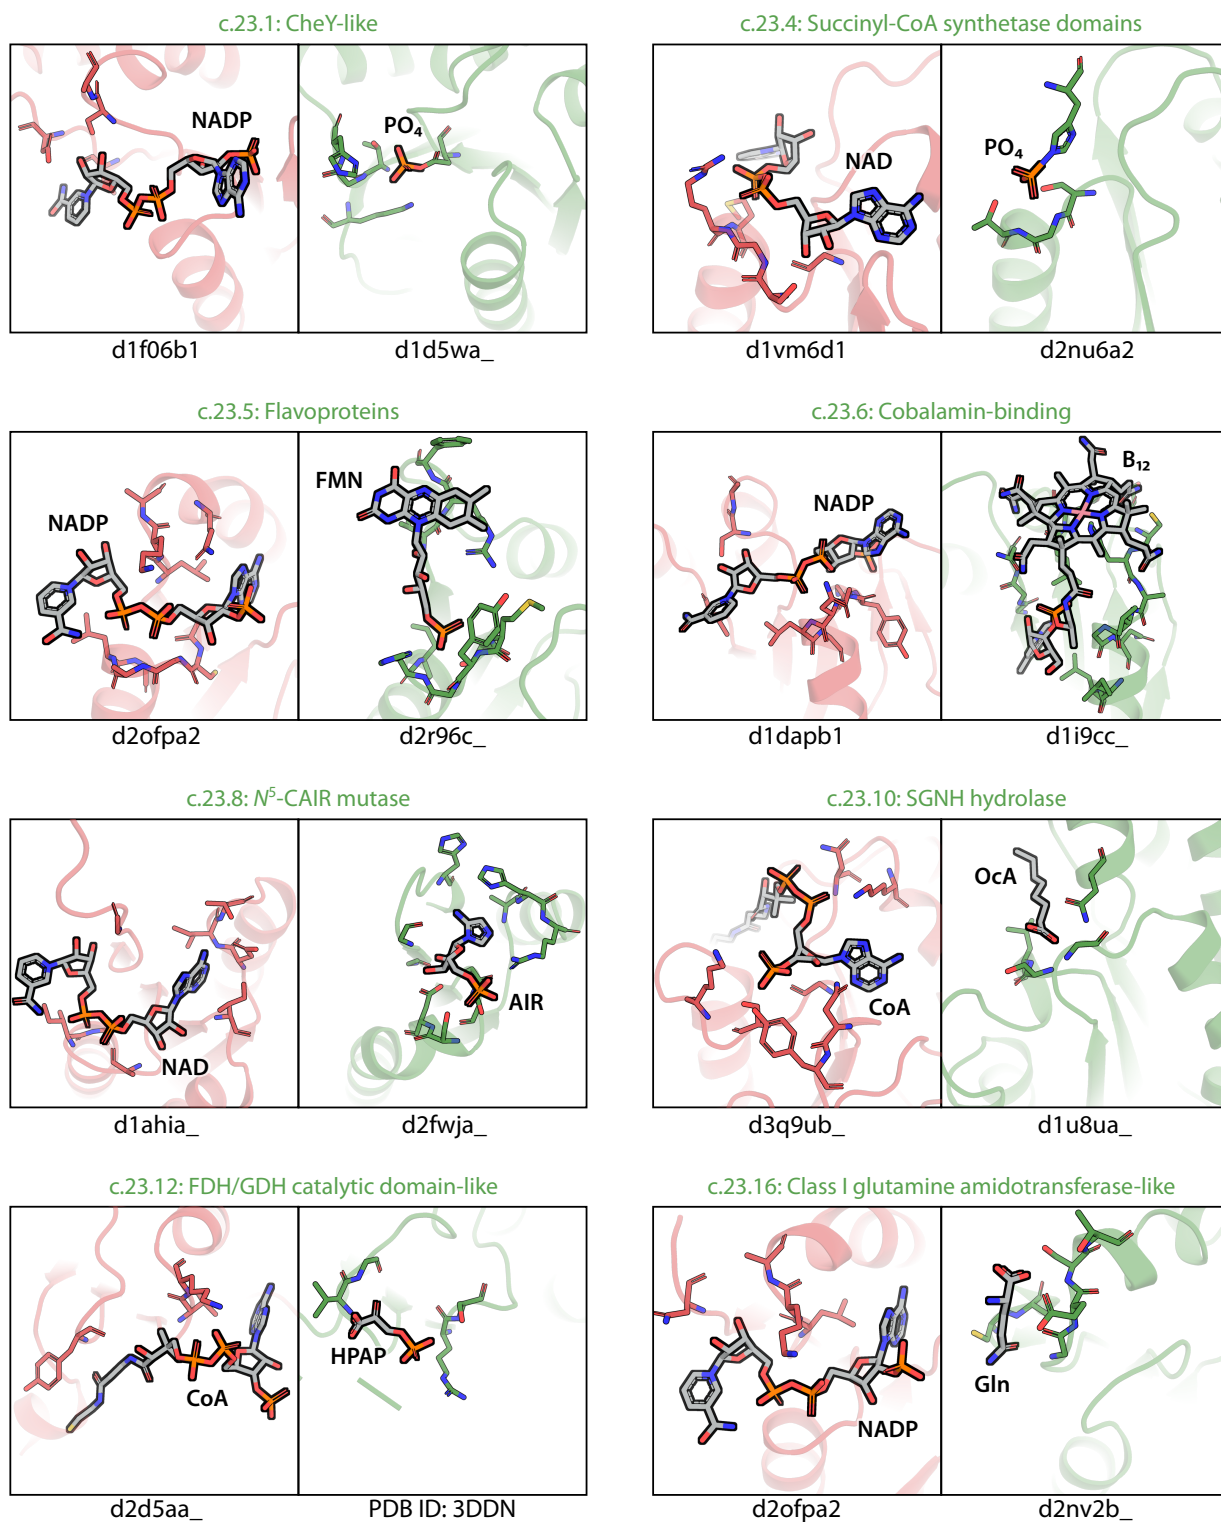 c.23.1: CheY-like
c.23.4: Succinyl-CoA synthetase domains
NADP
PO₄
NAD
PO₄
d1f06b1
d1d5wa_
d1vm6d1
d2nu6a2
c.23.5: Flavoproteins
c.23.6: Cobalamin-binding
NADP
FMN
NADP
B₁₂
d2ofpa2
d2r96c_
d1dapb1
d1i9cc_
c.23.8: N⁵-CAIR mutase
c.23.10: SGNH hydrolase
NAD
AIR
CoA
OcA
d1ahia_
d2fwja_
d3q9ub_
d1u8ua_
c.23.12: FDH/GDH catalytic domain-like
c.23.16: Class I glutamine amidotransferase-like
CoA
HPAP
NADP
Gln
d2d5aa_
PDB ID: 3DDN
d2ofpa2
d2nv2b_